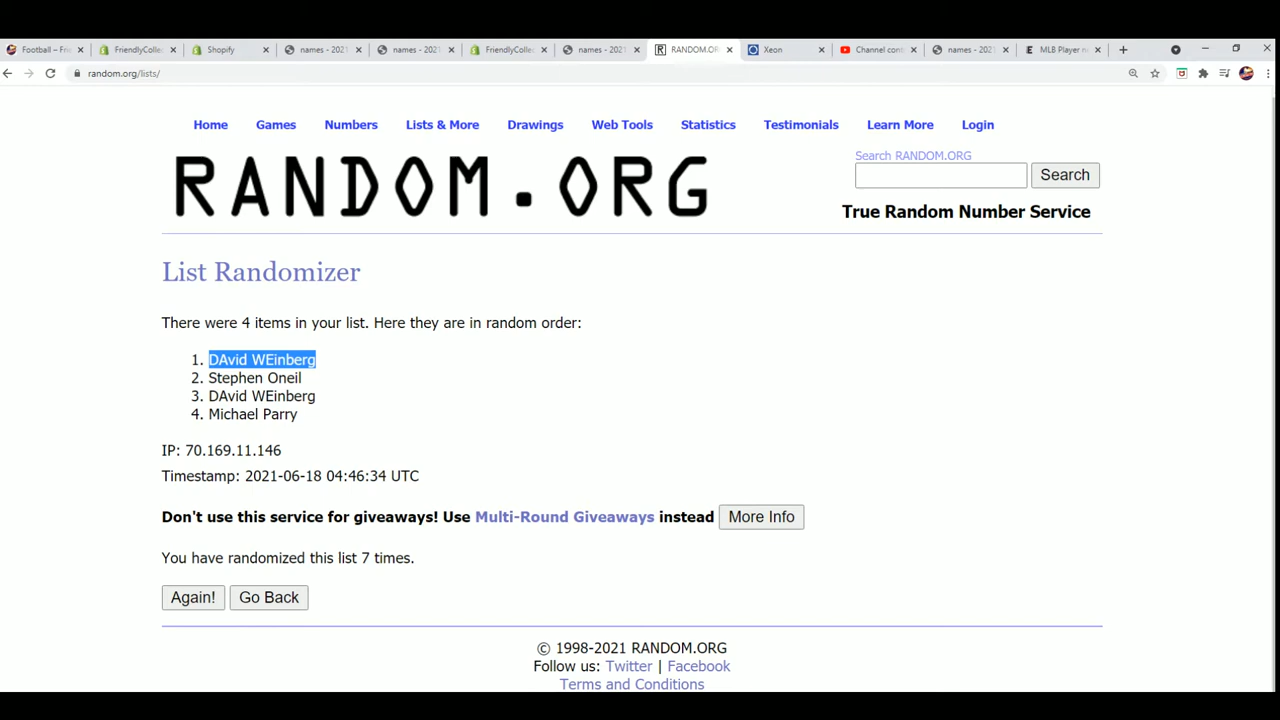 Football – Frie
FriendlyColle
Shopify
names - 2021
names - 2021
FriendlyCollec
names - 2021
RANDOM.OR
Xeon
Channel cont
names - 2021
MLB Player n
random.org/lists/
Home Games Numbers Lists & More Drawings Web Tools Statistics Testimonials Learn More Login
Search RANDOM.ORG
RANDOM.ORG
Search
True Random Number Service
List Randomizer
There were 4 items in your list. Here they are in random order:
1. DAvid WEinberg
2. Stephen Oneil
3. DAvid WEinberg
4. Michael Parry
IP: 70.169.11.146
Timestamp: 2021-06-18 04:46:34 UTC
Don't use this service for giveaways! Use Multi-Round Giveaways instead More Info
You have randomized this list 7 times.
Again! Go Back
© 1998-2021 RANDOM.ORG
Follow us: Twitter | Facebook
Terms and Conditions